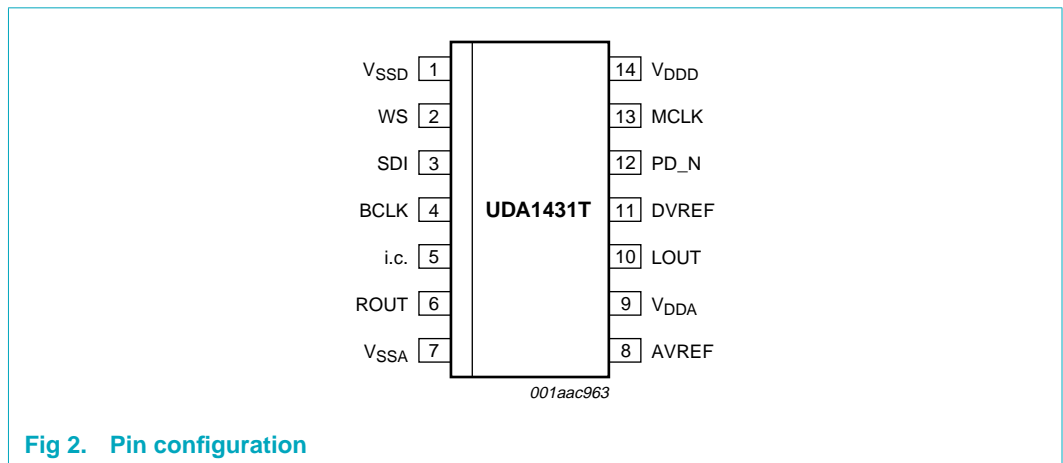 VSSD 1 14 VDDD
WS 2 13 MCLK
SDI 3 12 PD_N
BCLK 4 UDA1431T 11 DVREF
i.c. 5 10 LOUT
ROUT 6 9 VDDA
VSSA 7 8 AVREF
001aac963
Fig 2. Pin configuration